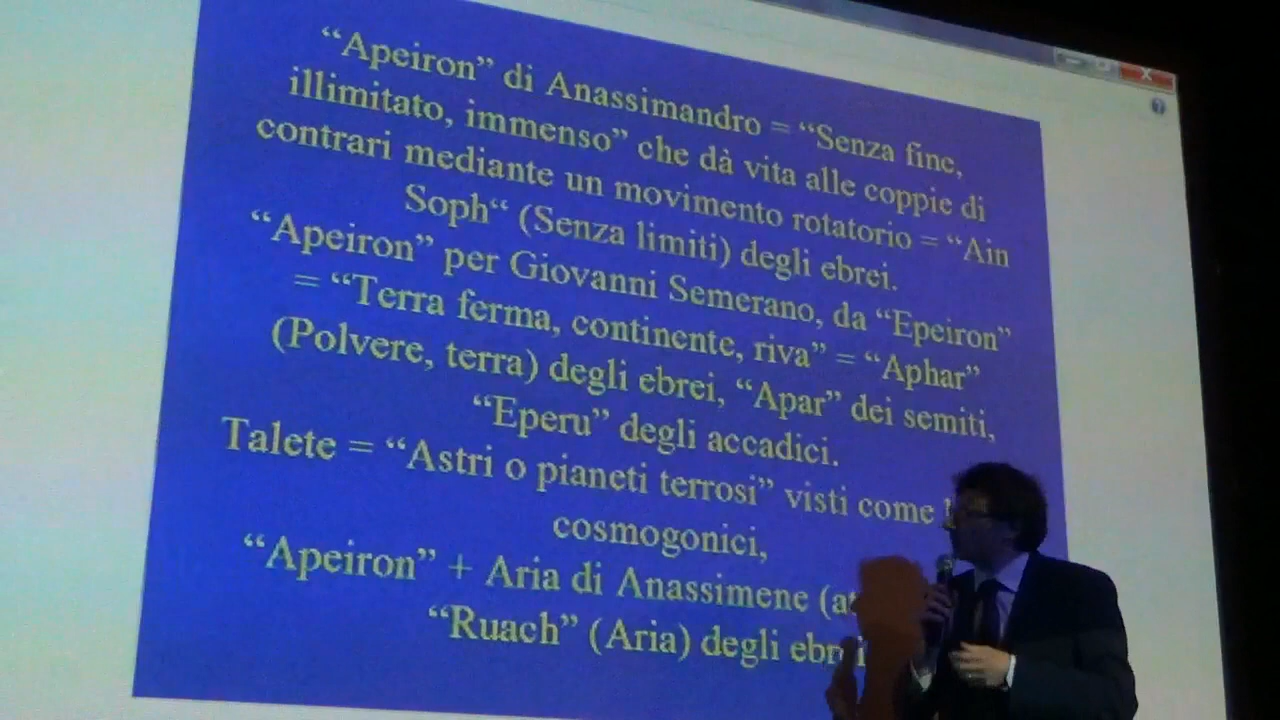 “Apeiron” di Anassimandro = “Senza fine,
illimitato, immenso” che dà vita alle coppie di
contrari mediante un movimento rotatorio = “Ain
Soph“ (Senza limiti) degli ebrei.
“Apeiron” per Giovanni Semerano, da “Epeiron”
= “Terra ferma, continente, riva” = “Aphar”
(Polvere, terra) degli ebrei, “Apar” dei semiti,
“Eperu” degli accadici.
Talete = “Astri o pianeti terrosi” visti come
cosmogonici,
“Apeiron” + Aria di Anassimene
“Ruach” (Aria) degli